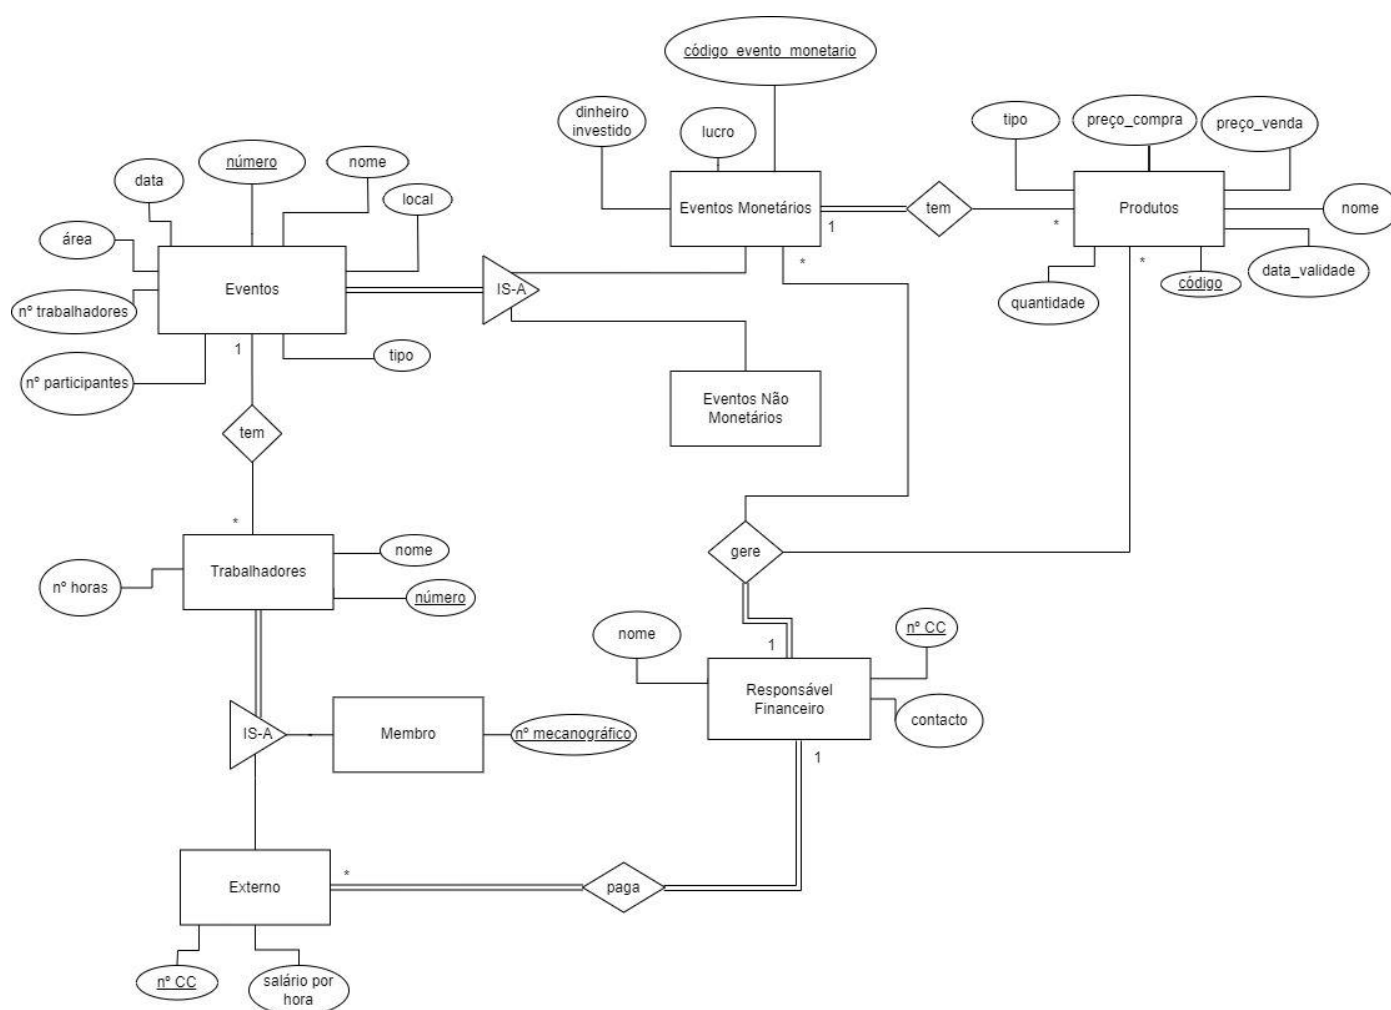 código_evento_monetario
dinheiro
investido
lucro
tipo
preço_compra
preço_venda
número
nome
data
local
área
Eventos Monetários
tem
Produtos
nome
1
*
*
*
Eventos
IS-A
data_validade
código
quantidade
nº trabalhadores
1
tipo
nº participantes
Eventos Não
Monetários
tem
*
nome
Trabalhadores
nº horas
número
gere
nome
1
nº CC
Responsável
Financeiro
contacto
IS-A
Membro
nº mecanográfico
1
Externo
*
paga
nº CC
salário por
hora